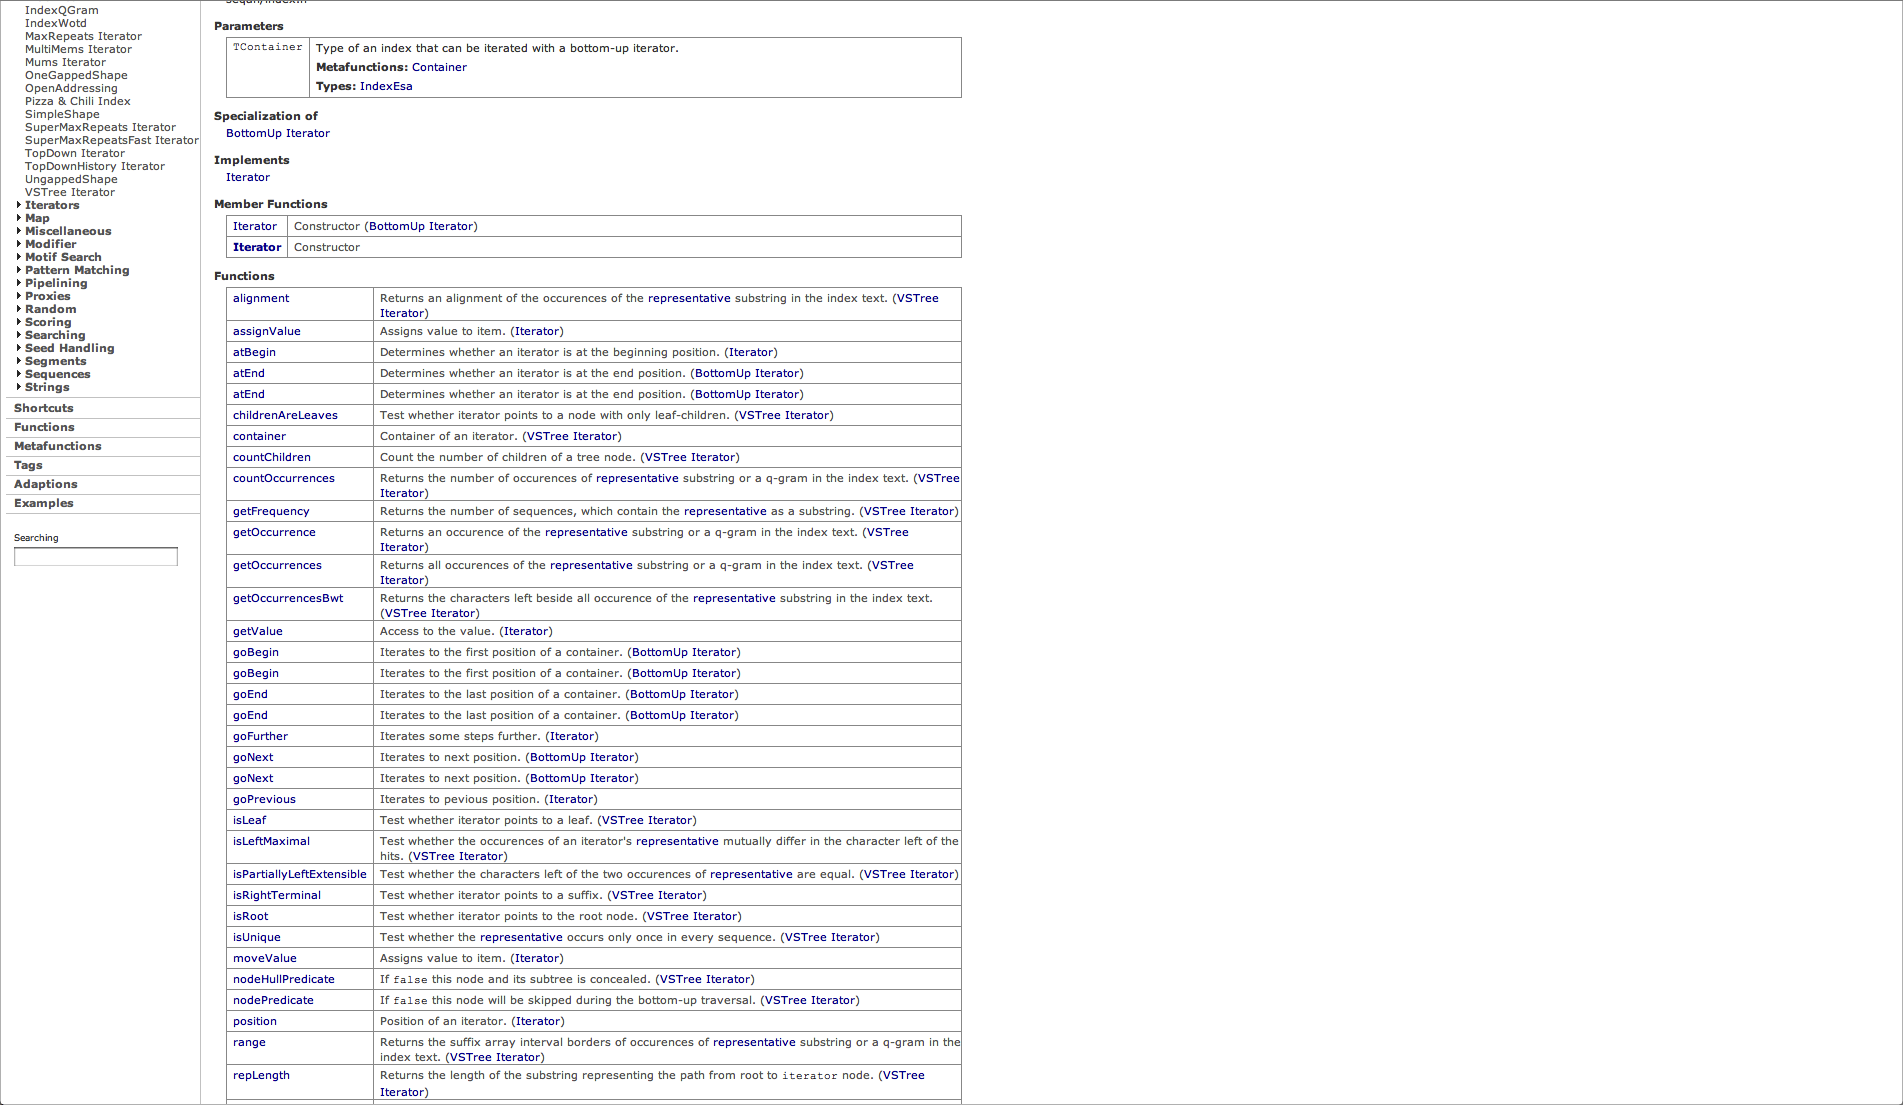 IndexQGram
IndexWotd
MaxRepeats Iterator
MultiMems Iterator
Mums Iterator
OneGappedShape
OpenAddressing
Pizza & Chili Index
SimpleShape
SuperMaxRepeats Iterator
SuperMaxRepeatsFast Iterator
TopDown Iterator
TopDownHistory Iterator
UngappedShape
VSTree Iterator
Iterators
Map
Miscellaneous
Modifier
Motif Search
Pattern Matching
Pipelining
Proxies
Random
Scoring
Searching
Seed Handling
Segments
Sequences
Strings
Shortcuts
Functions
Metafunctions
Tags
Adaptions
Examples
Searching
Parameters
TContainer Type of an index that can be iterated with a bottom-up iterator.
Metafunctions: Container
Types: IndexEsa
Specialization of
BottomUp Iterator
Implements
Iterator
Member Functions
Iterator Constructor (BottomUp Iterator)
Iterator Constructor
Functions
alignment Returns an alignment of the occurences of the representative substring in the index text. (VSTree
Iterator)
assignValue Assigns value to item. (Iterator)
atBegin Determines whether an iterator is at the beginning position. (Iterator)
atEnd Determines whether an iterator is at the end position. (BottomUp Iterator)
atEnd Determines whether an iterator is at the end position. (BottomUp Iterator)
childrenAreLeaves Test whether iterator points to a node with only leaf-children. (VSTree Iterator)
container Container of an iterator. (VSTree Iterator)
countChildren Count the number of children of a tree node. (VSTree Iterator)
countOccurrences Returns the number of occurences of representative substring or a q-gram in the index text. (VSTree
Iterator)
getFrequency Returns the number of sequences, which contain the representative as a substring. (VSTree Iterator)
getOccurrence Returns an occurence of the representative substring or a q-gram in the index text. (VSTree
Iterator)
getOccurrences Returns all occurences of the representative substring or a q-gram in the index text. (VSTree
Iterator)
getOccurrencesBwt Returns the characters left beside all occurence of the representative substring in the index text.
(VSTree Iterator)
getValue Access to the value. (Iterator)
goBegin Iterates to the first position of a container. (BottomUp Iterator)
goBegin Iterates to the first position of a container. (BottomUp Iterator)
goEnd Iterates to the last position of a container. (BottomUp Iterator)
goEnd Iterates to the last position of a container. (BottomUp Iterator)
goFurther Iterates some steps further. (Iterator)
goNext Iterates to next position. (BottomUp Iterator)
goNext Iterates to next position. (BottomUp Iterator)
goPrevious Iterates to pevious position. (Iterator)
isLeaf Test whether iterator points to a leaf. (VSTree Iterator)
isLeftMaximal Test whether the occurences of an iterator's representative mutually differ in the character left of the
hits. (VSTree Iterator)
isPartiallyLeftExtensible Test whether the characters left of the two occurences of representative are equal. (VSTree Iterator)
isRightTerminal Test whether iterator points to a suffix. (VSTree Iterator)
isRoot Test whether iterator points to the root node. (VSTree Iterator)
isUnique Test whether the representative occurs only once in every sequence. (VSTree Iterator)
moveValue Assigns value to item. (Iterator)
nodeHullPredicate If false this node and its subtree is concealed. (VSTree Iterator)
nodePredicate If false this node will be skipped during the bottom-up traversal. (VSTree Iterator)
position Position of an iterator. (Iterator)
range Returns the suffix array interval borders of occurences of representative substring or a q-gram in the
index text. (VSTree Iterator)
repLength Returns the length of the substring representing the path from root to iterator node. (VSTree
Iterator)